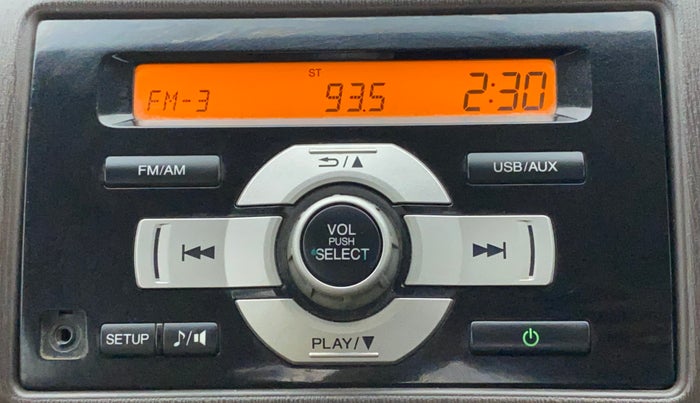 ST
FM-3 93.5 2:30
FM/AM
USB/AUX
VOL
PUSH
SELECT
SETUP
PLAY/